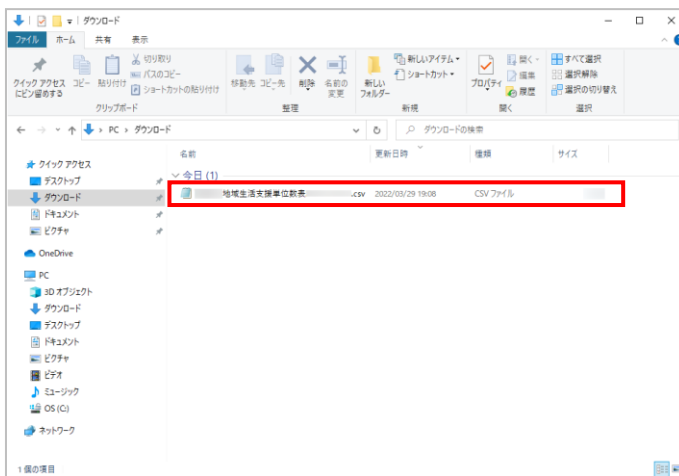 ダウンロード
ファイル ホーム 共有 表示
クイック アクセスにピン留めする
コピー
貼り付け
切り取り
パスのコピー
ショートカットの貼り付け
クリップボード
移動先
コピー先
削除
名前の変更
整理
新しいフォルダー
新しいアイテム
ショートカット
新規
プロパティ
開く
編集
履歴
開く
すべて選択
選択解除
選択の切り替え
選択
PC > ダウンロード
ダウンロードの検索
名前 更新日時 種類 サイズ
今日 (1)
地域生活支援単位数表 .csv 2022/03/29 19:08 CSV ファイル
クイック アクセス
デスクトップ
ダウンロード
ドキュメント
ピクチャ
OneDrive
PC
3D オブジェクト
ダウンロード
デスクトップ
ドキュメント
ピクチャ
ビデオ
ミュージック
OS (C:)
ネットワーク
1 個の項目